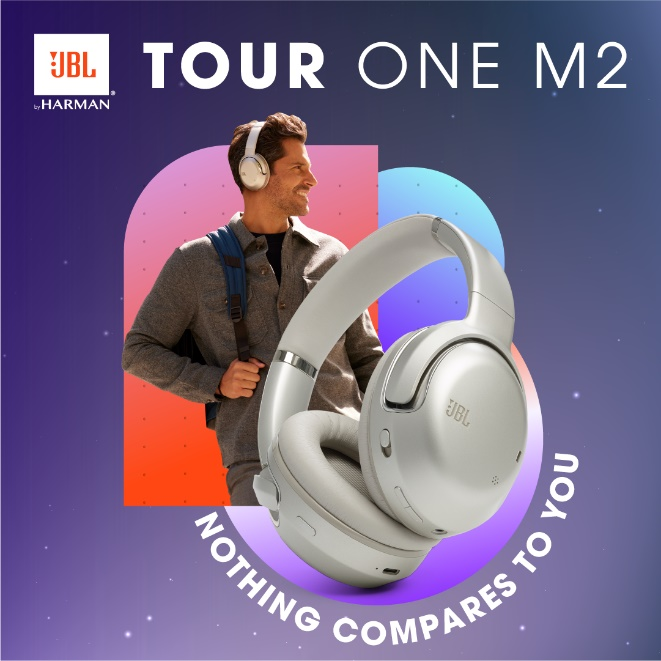 JBL
by HARMAN
TOUR ONE M2
JBL
NOTHING COMPARES TO YOU